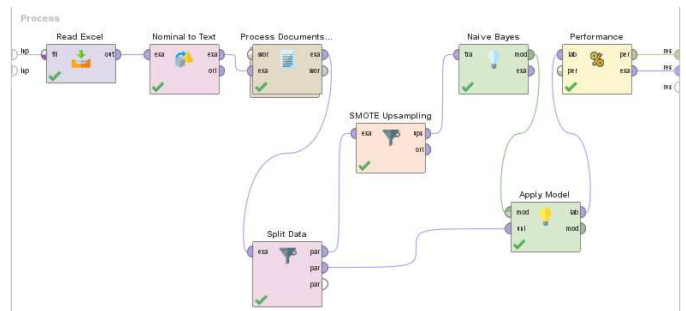 Process
Read Excel
Nominal to Text
Process Documents...
Naive Bayes
Performance
inp
inp
fil
out
exa
exa
ori
wor
exa
exa
wor
tra
mod
exa
lab
per
per
exa
res
res
res
SMOTE Upsampling
exa
ups
ori
Split Data
exa
par
par
par
Apply Model
mod
unl
lab
mod